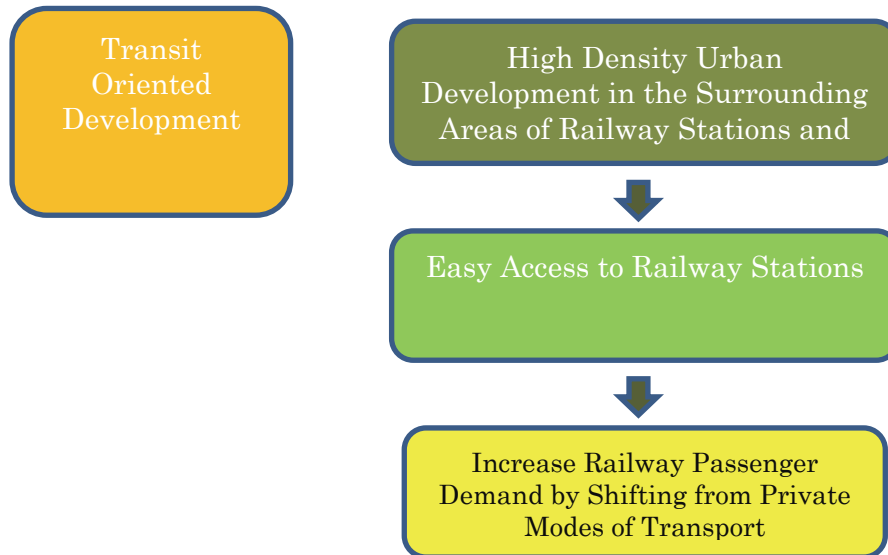 Transit
Oriented
Development
High Density Urban
Development in the Surrounding
Areas of Railway Stations and
Easy Access to Railway Stations
Increase Railway Passenger
Demand by Shifting from Private
Modes of Transport